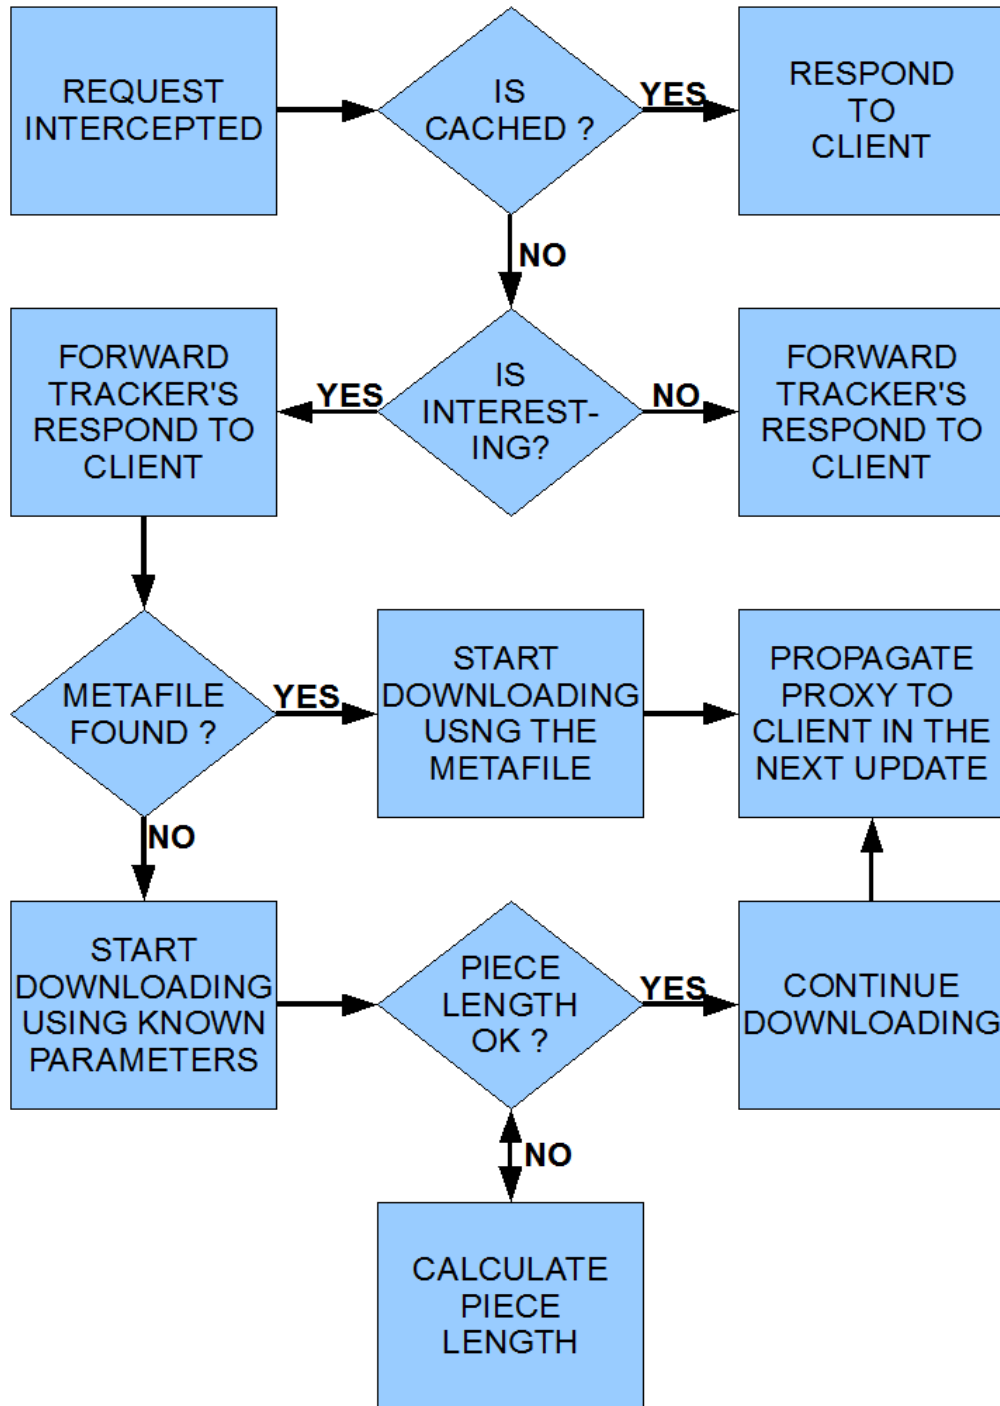 REQUEST
INTERCEPTED
IS
CACHED ?
YES
RESPOND
TO
CLIENT
NO
FORWARD
TRACKER'S
RESPOND TO
CLIENT
YES
IS
INTEREST-
ING?
NO
FORWARD
TRACKER'S
RESPOND TO
CLIENT
METAFILE
FOUND ?
YES
START
DOWNLOADING
USNG THE
METAFILE
PROPAGATE
PROXY TO
CLIENT IN THE
NEXT UPDATE
NO
START
DOWNLOADING
USING KNOWN
PARAMETERS
PIECE
LENGTH
OK ?
YES
CONTINUE
DOWNLOADING
NO
CALCULATE
PIECE
LENGTH